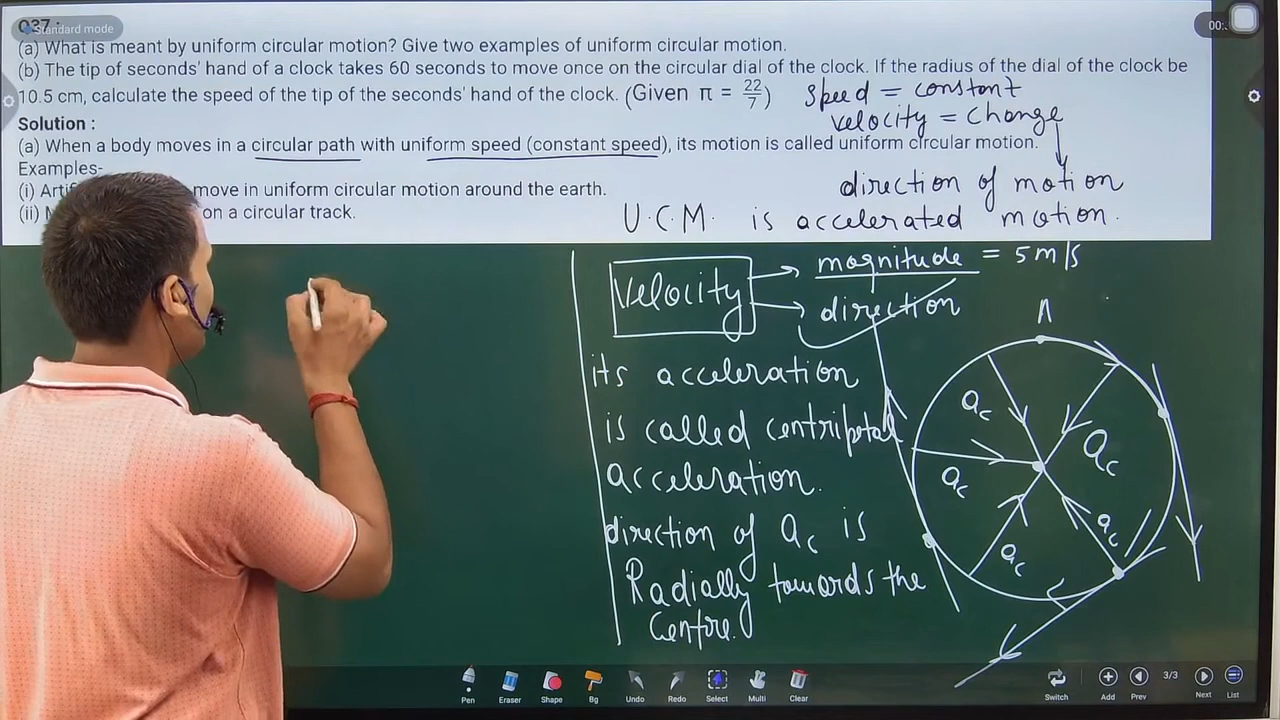 Q37 :
Standard mode
00:
(a) What is meant by uniform circular motion? Give two examples of uniform circular motion.
(b) The tip of seconds' hand of a clock takes 60 seconds to move once on the circular dial of the clock. If the radius of the dial of the clock be
10.5 cm, calculate the speed of the tip of the seconds' hand of the clock. (Given π = 22/7)
Speed = constant
velocity = change
Solution :
(a) When a body moves in a circular path with uniform speed (constant speed), its motion is called uniform circular motion.
Examples-
(i) move in uniform circular motion around the earth.
direction of motion
(ii) on a circular track.
U.C.M. is accelerated motion.
Velocity
magnitude = 5 m/s
direction
A
its acceleration
is called centripetal
acceleration.
direction of ac is
Radially towards the
Centre.
ac
ac
ac
ac
ac
Pen Eraser Shape Bg Undo Redo Select Multi Clear Switch Add Prev 3/3 Next List